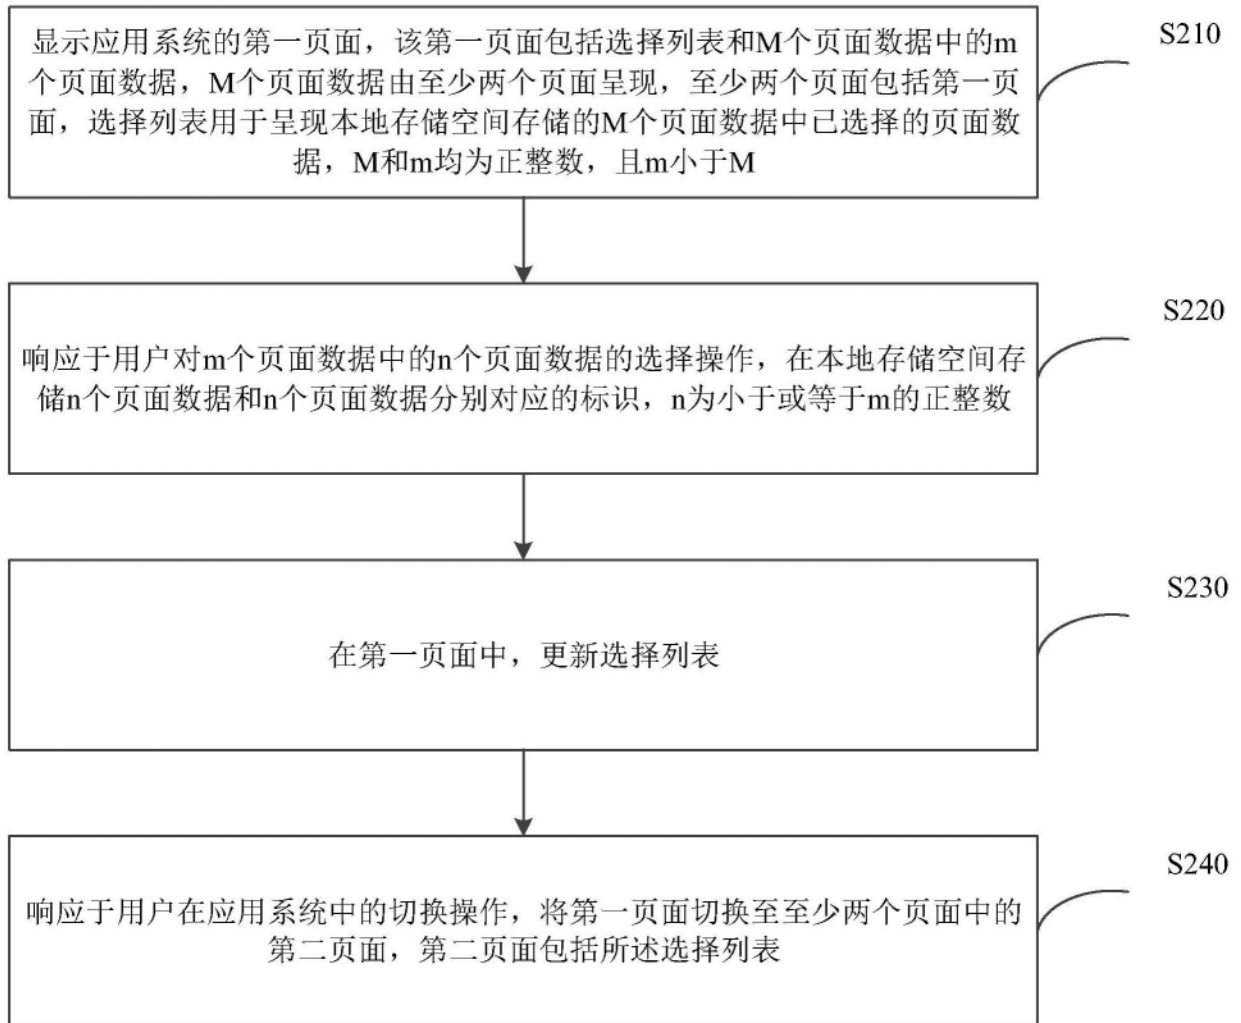 显示应用系统的第一页面，该第一页面包括选择列表和M个页面数据中的m
个页面数据，M个页面数据由至少两个页面呈现，至少两个页面包括第一页
面，选择列表用于呈现本地存储空间存储的M个页面数据中已选择的页面数
据，M和m均为正整数，且m小于M
S210
响应于用户对m个页面数据中的n个页面数据的选择操作，在本地存储空间存
储n个页面数据和n个页面数据分别对应的标识，n为小于或等于m的正整数
S220
在第一页面中，更新选择列表
S230
响应于用户在应用系统中的切换操作，将第一页面切换至至少两个页面中的
第二页面，第二页面包括所述选择列表
S240